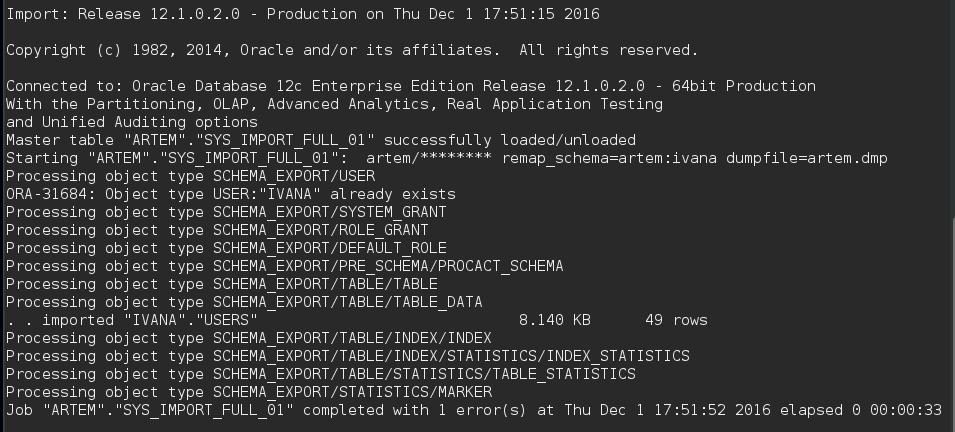 Import: Release 12.1.0.2.0 - Production on Thu Dec 1 17:51:15 2016
Copyright (c) 1982, 2014, Oracle and/or its affiliates.  All rights reserved.
Connected to: Oracle Database 12c Enterprise Edition Release 12.1.0.2.0 - 64bit Production
With the Partitioning, OLAP, Advanced Analytics, Real Application Testing
and Unified Auditing options
Master table "ARTEM"."SYS_IMPORT_FULL_01" successfully loaded/unloaded
Starting "ARTEM"."SYS_IMPORT_FULL_01":  artem/******** remap_schema=artem:ivana dumpfile=artem.dmp
Processing object type SCHEMA_EXPORT/USER
ORA-31684: Object type USER:"IVANA" already exists
Processing object type SCHEMA_EXPORT/SYSTEM_GRANT
Processing object type SCHEMA_EXPORT/ROLE_GRANT
Processing object type SCHEMA_EXPORT/DEFAULT_ROLE
Processing object type SCHEMA_EXPORT/PRE_SCHEMA/PROCACT_SCHEMA
Processing object type SCHEMA_EXPORT/TABLE/TABLE
Processing object type SCHEMA_EXPORT/TABLE/TABLE_DATA
. . imported "IVANA"."USERS"                             8.140 KB      49 rows
Processing object type SCHEMA_EXPORT/TABLE/INDEX/INDEX
Processing object type SCHEMA_EXPORT/TABLE/INDEX/STATISTICS/INDEX_STATISTICS
Processing object type SCHEMA_EXPORT/TABLE/STATISTICS/TABLE_STATISTICS
Processing object type SCHEMA_EXPORT/STATISTICS/MARKER
Job "ARTEM"."SYS_IMPORT_FULL_01" completed with 1 error(s) at Thu Dec 1 17:51:52 2016 elapsed 0 00:00:33